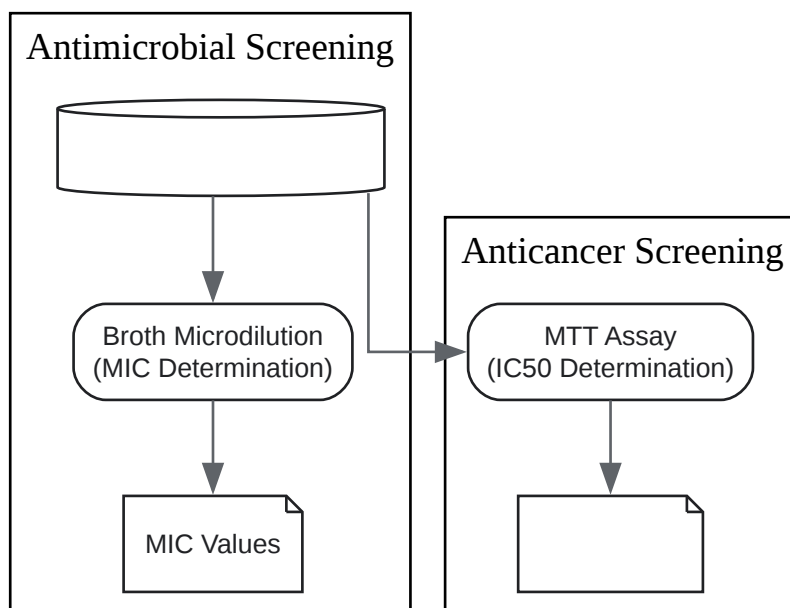 Antimicrobial Screening
Broth Microdilution
(MIC Determination)
MIC Values
Anticancer Screening
MTT Assay
(IC50 Determination)